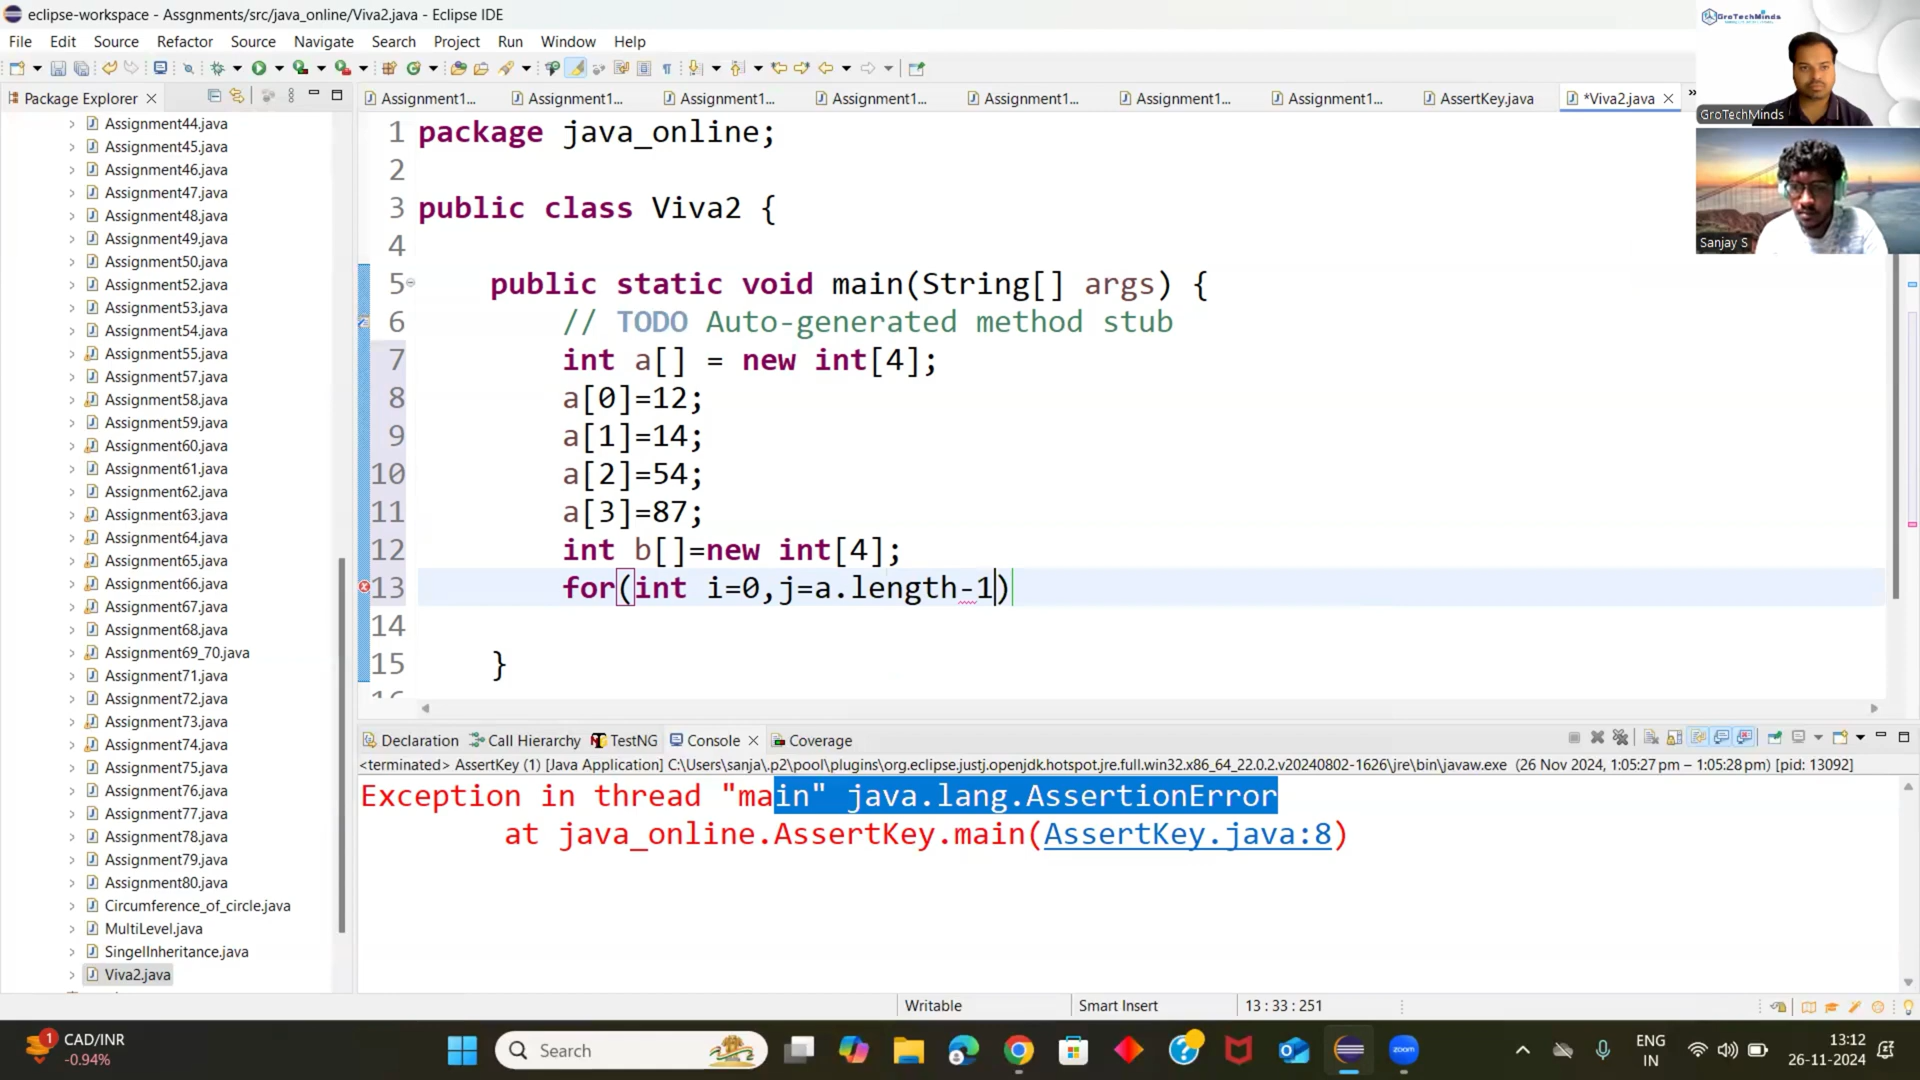 eclipse-workspace - Assgnments/src/java_online/Viva2.java - Eclipse IDE
File Edit Source Refactor Source Navigate Search Project Run Window Help
Package Explorer
Assignment1... Assignment1... Assignment1... Assignment1... Assignment1... Assignment1... Assignment1... AssertKey.java *Viva2.java
Assignment44.java
Assignment45.java
Assignment46.java
Assignment47.java
Assignment48.java
Assignment49.java
Assignment50.java
Assignment52.java
Assignment53.java
Assignment54.java
Assignment55.java
Assignment57.java
Assignment58.java
Assignment59.java
Assignment60.java
Assignment61.java
Assignment62.java
Assignment63.java
Assignment64.java
Assignment65.java
Assignment66.java
Assignment67.java
Assignment68.java
Assignment69_70.java
Assignment71.java
Assignment72.java
Assignment73.java
Assignment74.java
Assignment75.java
Assignment76.java
Assignment77.java
Assignment78.java
Assignment79.java
Assignment80.java
Circumference_of_circle.java
MultiLevel.java
SingelInheritance.java
Viva2.java
1 package java_online;
2
3 public class Viva2 {
4
5 public static void main(String[] args) {
6 // TODO Auto-generated method stub
7 int a[] = new int[4];
8 a[0]=12;
9 a[1]=14;
10 a[2]=54;
11 a[3]=87;
12 int b[]=new int[4];
13 for(int i=0,j=a.length-1)
14
15 }
16
GroTechMinds
GroTechMinds
Sanjay S
Declaration Call Hierarchy TestNG Console Coverage
<terminated> AssertKey (1) [Java Application] C:\Users\sanja\.p2\pool\plugins\org.eclipse.justj.openjdk.hotspot.jre.full.win32.x86_64_22.0.2.v20240802-1626\jre\bin\javaw.exe (26 Nov 2024, 1:05:27 pm – 1:05:28 pm) [pid: 13092]
Exception in thread "main" java.lang.AssertionError
at java_online.AssertKey.main(AssertKey.java:8)
Writable Smart Insert 13 : 33 : 251
1
CAD/INR
-0.94%
Search
zoom
ENG
IN
13:12
26-11-2024